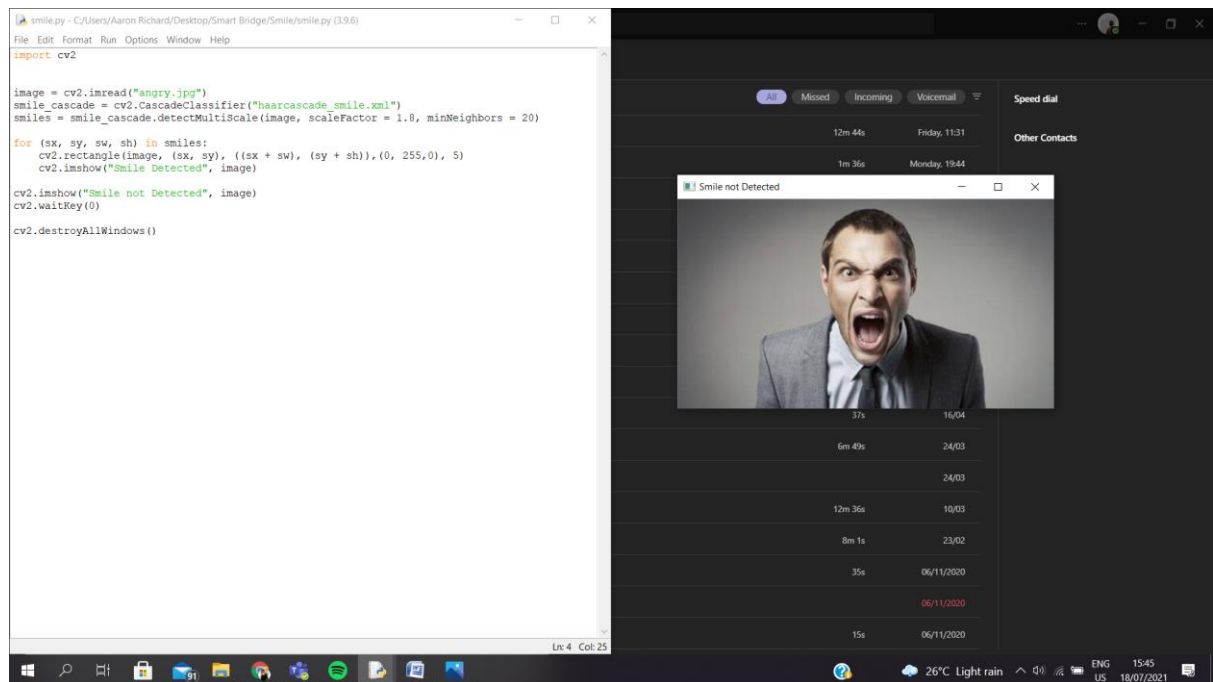 smile.py - C:/Users/Aaron Richard/Desktop/Smart Bridge/Smile/smile.py (3.9.6)
File Edit Format Run Options Window Help
import cv2
image = cv2.imread("angry.jpg")
smile_cascade = cv2.CascadeClassifier("haarcascade_smile.xml")
smiles = smile_cascade.detectMultiScale(image, scaleFactor = 1.8, minNeighbors = 20)
for (sx, sy, sw, sh) in smiles:
    cv2.rectangle(image, (sx, sy), ((sx + sw), (sy + sh)),(0, 255,0), 5)
    cv2.imshow("Smile Detected", image)
cv2.imshow("Smile not Detected", image)
cv2.waitKey(0)
cv2.destroyAllWindows()
Ln: 4 Col: 25
All Missed Incoming Voicemail
12m 44s Friday, 11:31
1m 36s Monday, 19:44
Smile not Detected
37s 16/04
6m 49s 24/03
24/03
12m 36s 10/03
8m 1s 23/02
35s 06/11/2020
06/11/2020
15s 06/11/2020
Speed dial
Other Contacts
91
26°C Light rain
ENG
US
15:45
18/07/2021